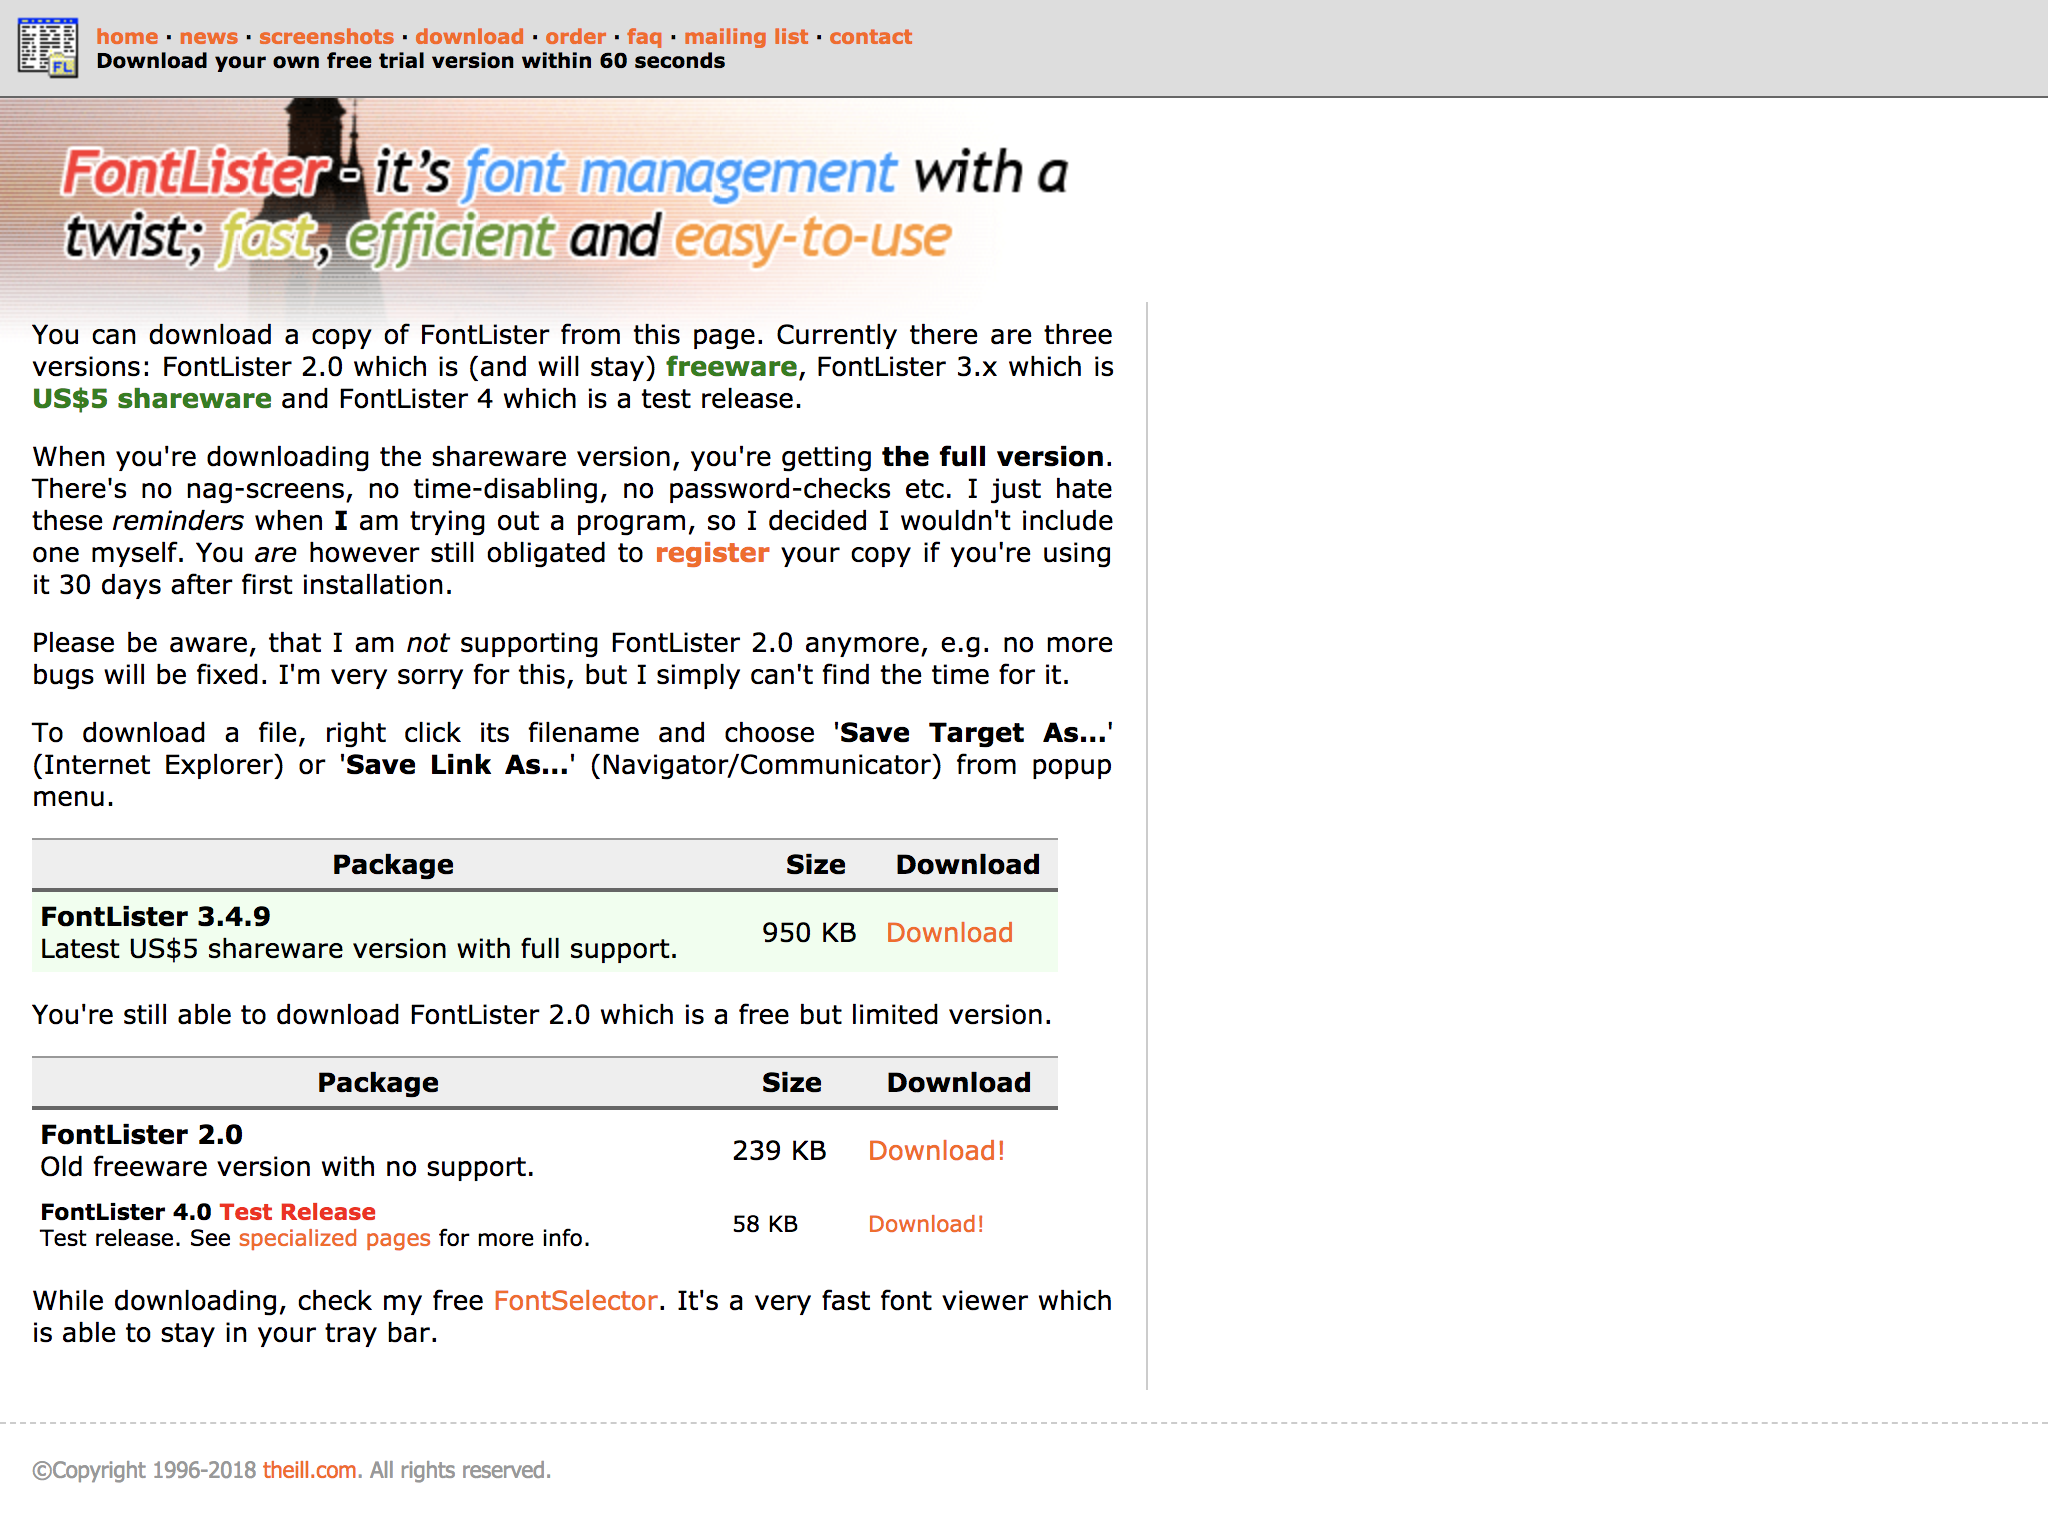 FL
home · news · screenshots · download · order · faq · mailing list · contact
Download your own free trial version within 60 seconds
FontLister - it's font management with a
twist; fast, efficient and easy-to-use
You can download a copy of FontLister from this page. Currently there are three
versions: FontLister 2.0 which is (and will stay) freeware, FontLister 3.x which is
US$5 shareware and FontLister 4 which is a test release.
When you're downloading the shareware version, you're getting the full version.
There's no nag-screens, no time-disabling, no password-checks etc. I just hate
these reminders when I am trying out a program, so I decided I wouldn't include
one myself. You are however still obligated to register your copy if you're using
it 30 days after first installation.
Please be aware, that I am not supporting FontLister 2.0 anymore, e.g. no more
bugs will be fixed. I'm very sorry for this, but I simply can't find the time for it.
To download a file, right click its filename and choose 'Save Target As...'
(Internet Explorer) or 'Save Link As...' (Navigator/Communicator) from popup
menu.
Package Size Download
FontLister 3.4.9
Latest US$5 shareware version with full support.
950 KB Download
You're still able to download FontLister 2.0 which is a free but limited version.
Package Size Download
FontLister 2.0
Old freeware version with no support.
239 KB Download!
FontLister 4.0 Test Release
Test release. See specialized pages for more info.
58 KB Download!
While downloading, check my free FontSelector. It's a very fast font viewer which
is able to stay in your tray bar.
©Copyright 1996-2018 theill.com. All rights reserved.